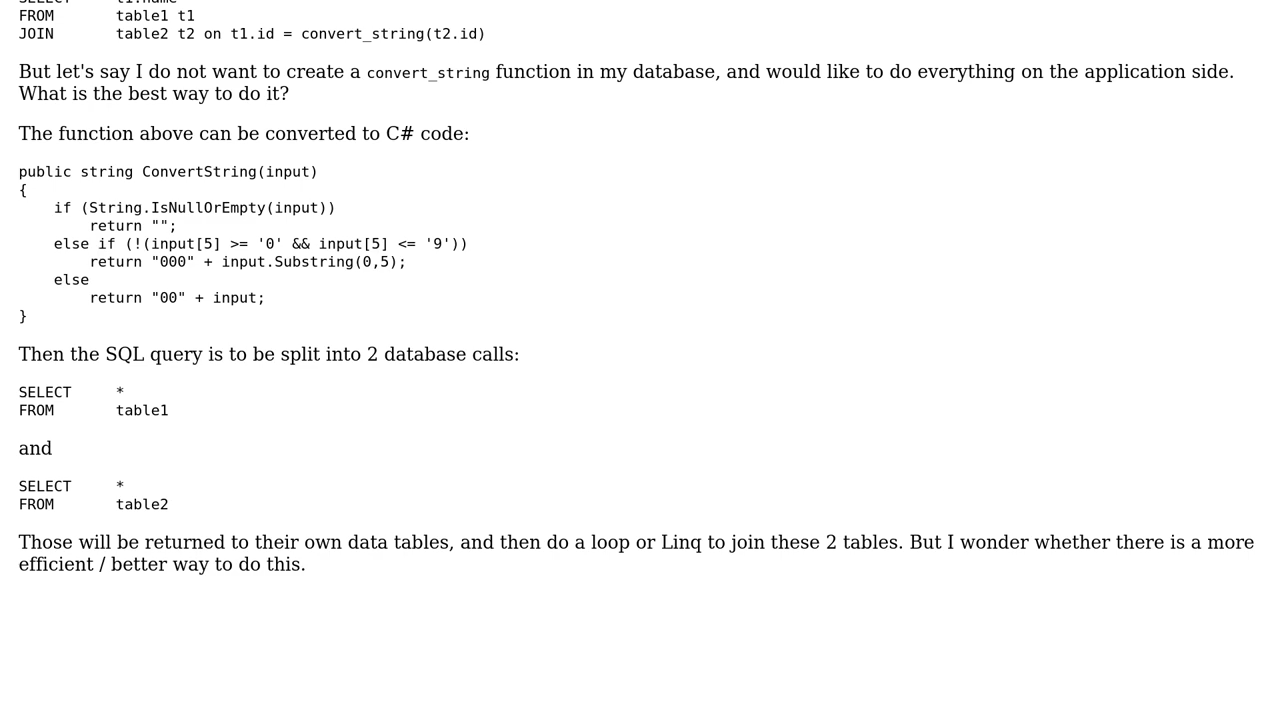 SELECT     t1.name
FROM       table1 t1
JOIN       table2 t2 on t1.id = convert_string(t2.id)
But let's say I do not want to create a convert_string function in my database, and would like to do everything on the application side.
What is the best way to do it?
The function above can be converted to C# code:
public string ConvertString(input)
{
    if (String.IsNullOrEmpty(input))
        return "";
    else if (!(input[5] >= '0' && input[5] <= '9'))
        return "000" + input.Substring(0,5);
    else
        return "00" + input;
}
Then the SQL query is to be split into 2 database calls:
SELECT     *
FROM       table1
and
SELECT     *
FROM       table2
Those will be returned to their own data tables, and then do a loop or Linq to join these 2 tables. But I wonder whether there is a more
efficient / better way to do this.